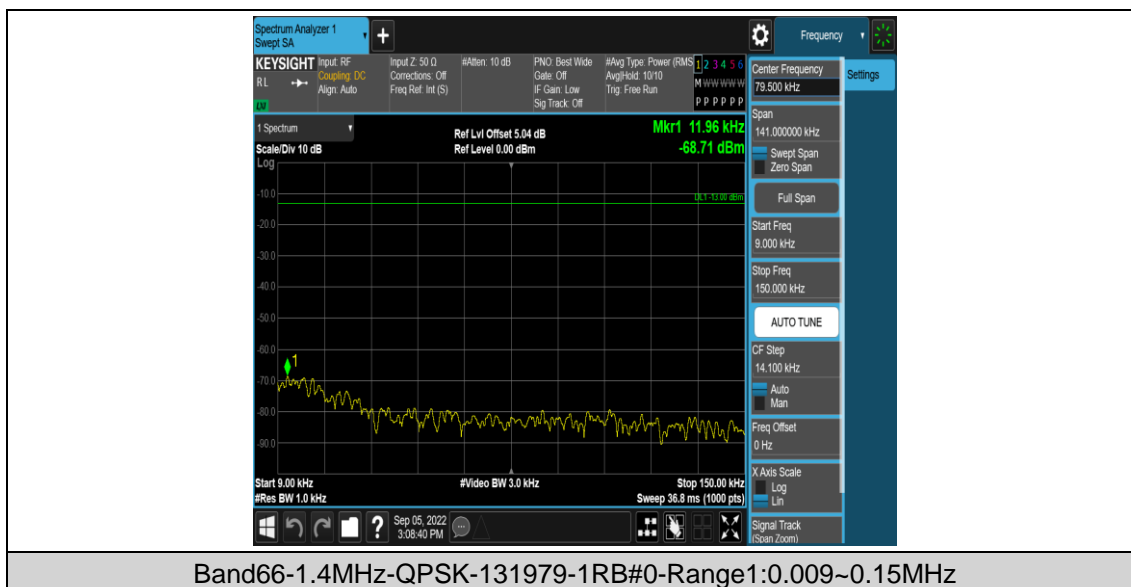 Spectrum Analyzer 1
Swept SA
Frequency
KEYSIGHT
RL
LXI
Input: RF
Coupling: DC
Align: Auto
Input Z: 50 Ω
Corrections: Off
Freq Ref: Int (S)
#Atten: 10 dB
PNO: Best Wide
Gate: Off
IF Gain: Low
Sig Track: Off
#Avg Type: Power (RMS
Avg|Hold: 10/10
Trig: Free Run
1 2 3 4 5 6
M W W W W W
P P P P P P
1 Spectrum
Scale/Div 10 dB
Ref Lvl Offset 5.04 dB
Ref Level 0.00 dBm
Mkr1 11.96 kHz
-68.71 dBm
Log
DL1 -13.00 dBm
-10.0
-20.0
-30.0
-40.0
-50.0
-60.0
-70.0
-80.0
-90.0
1
Start 9.00 kHz
#Res BW 1.0 kHz
#Video BW 3.0 kHz
Stop 150.00 kHz
Sweep 36.8 ms (1000 pts)
?
Sep 05, 2022
3:08:40 PM
Center Frequency
79.500 kHz
Settings
Span
141.000000 kHz
Swept Span
Zero Span
Full Span
Start Freq
9.000 kHz
Stop Freq
150.000 kHz
AUTO TUNE
CF Step
14.100 kHz
Auto
Man
Freq Offset
0 Hz
X Axis Scale
Log
Lin
Signal Track
(Span Zoom)
Band66-1.4MHz-QPSK-131979-1RB#0-Range1:0.009~0.15MHz